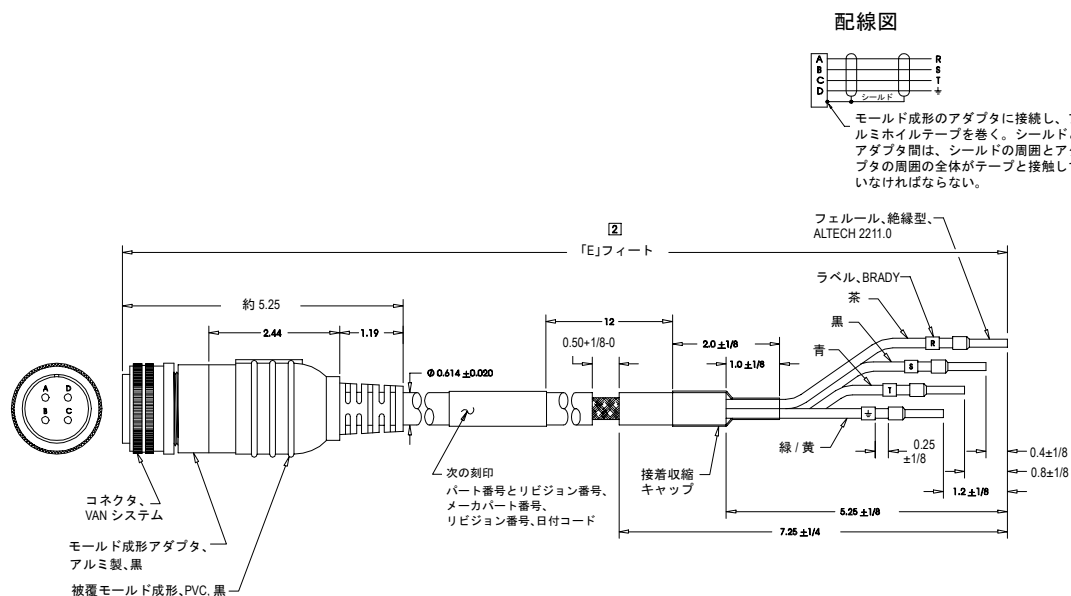 配線図
A
B
C
D
R
S
T
シールド
モールド成形のアダプタに接続し、
ルミホイルテープを巻く。シールド
アダプタ間は、シールドの周囲とア
プタの周囲の全体がテープと接触し
いなければならない。
2
「E」フィート
フェルール、絶縁型、
ALTECH 2211.0
約 5.25
2.44
1.19
12
0.50+1/8-0
2.0 ±1/8
1.0 ±1/8
ラベル、BRADY
茶
黒
青
緑 / 黄
R
S
T
Φ 0.614 ±0.020
A
D
B
C
0.25
±1/8
0.4±1/8
0.8±1/8
1.2 ±1/8
5.25 ±1/8
7.25 ±1/4
コネクタ、
VAN システム
モールド成形アダプタ、
アルミ製、黒
被覆モールド成形、PVC, 黒
次の刻印
パート番号とリビジョン番号、
メーカパート番号、
リビジョン番号、日付コード
接着収縮
キャップ